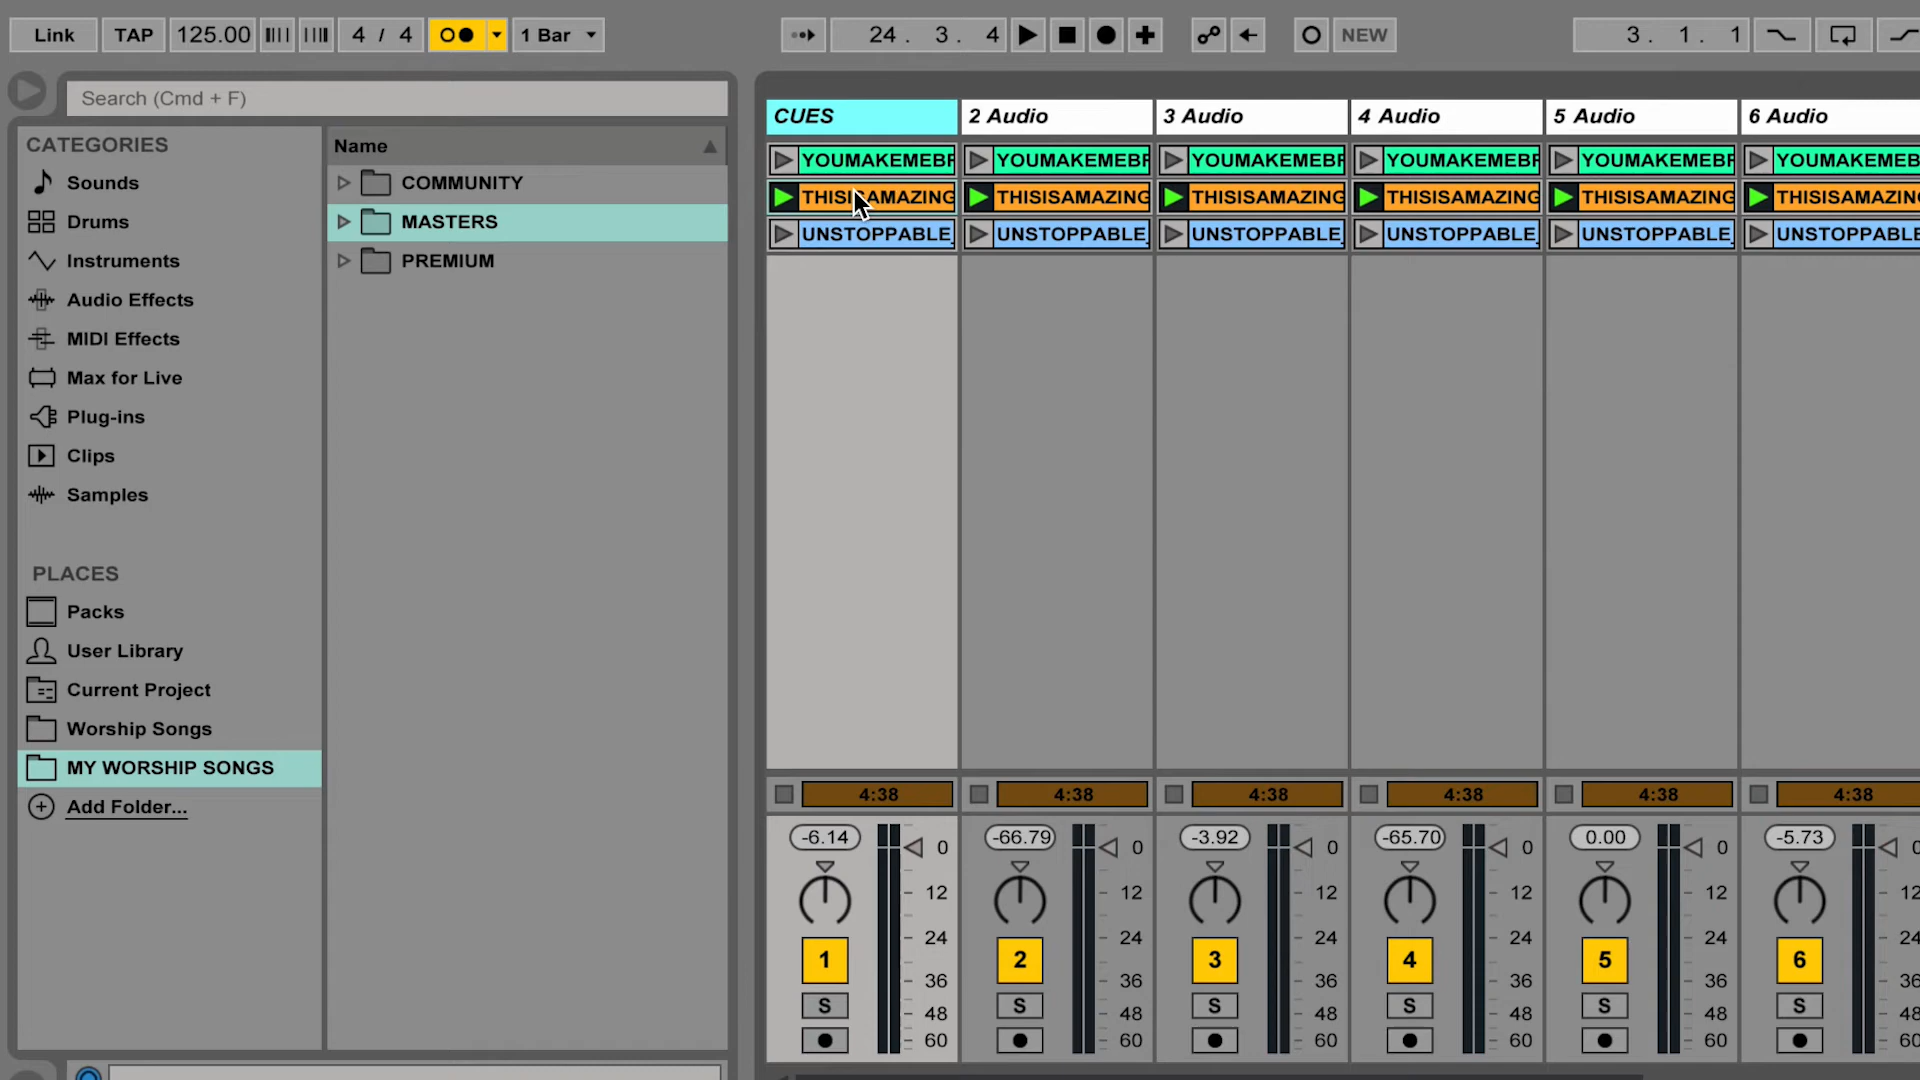 Link TAP 125.00 4 / 4 1 Bar 24. 3. 4 NEW 3. 1. 1
Search (Cmd + F)
CATEGORIES
Sounds
Drums
Instruments
Audio Effects
MIDI Effects
Max for Live
Plug-ins
Clips
Samples
PLACES
Packs
User Library
Current Project
Worship Songs
MY WORSHIP SONGS
Add Folder...
Name
COMMUNITY
MASTERS
PREMIUM
CUES 2 Audio 3 Audio 4 Audio 5 Audio 6 Audio
YOUMAKEMEBR YOUMAKEMEBR YOUMAKEMEBR YOUMAKEMEBR YOUMAKEMEBR YOUMAKEMEB
THISISAMAZING THISISAMAZING THISISAMAZING THISISAMAZING THISISAMAZING THISISAMAZIN
UNSTOPPABLE_ UNSTOPPABLE_ UNSTOPPABLE_ UNSTOPPABLE_ UNSTOPPABLE_ UNSTOPPABLE
4:38 4:38 4:38 4:38 4:38 4:38
-6.14 -66.79 -3.92 -65.70 0.00 -5.73
0 0 0 0 0 0
12 12 12 12 12 12
24 24 24 24 24 24
1 2 3 4 5 6
36 36 36 36 36 36
S S S S S S
48 48 48 48 48 48
60 60 60 60 60 60